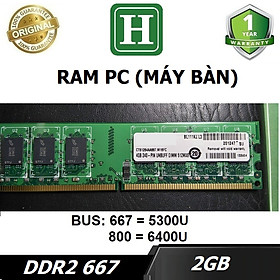 ORIGINAL
H
1
YEAR
WARRANTY
RAM PC (MÁY BÀN)
BUS: 667 = 5300U
800 = 6400U
DDR2 667
2GB